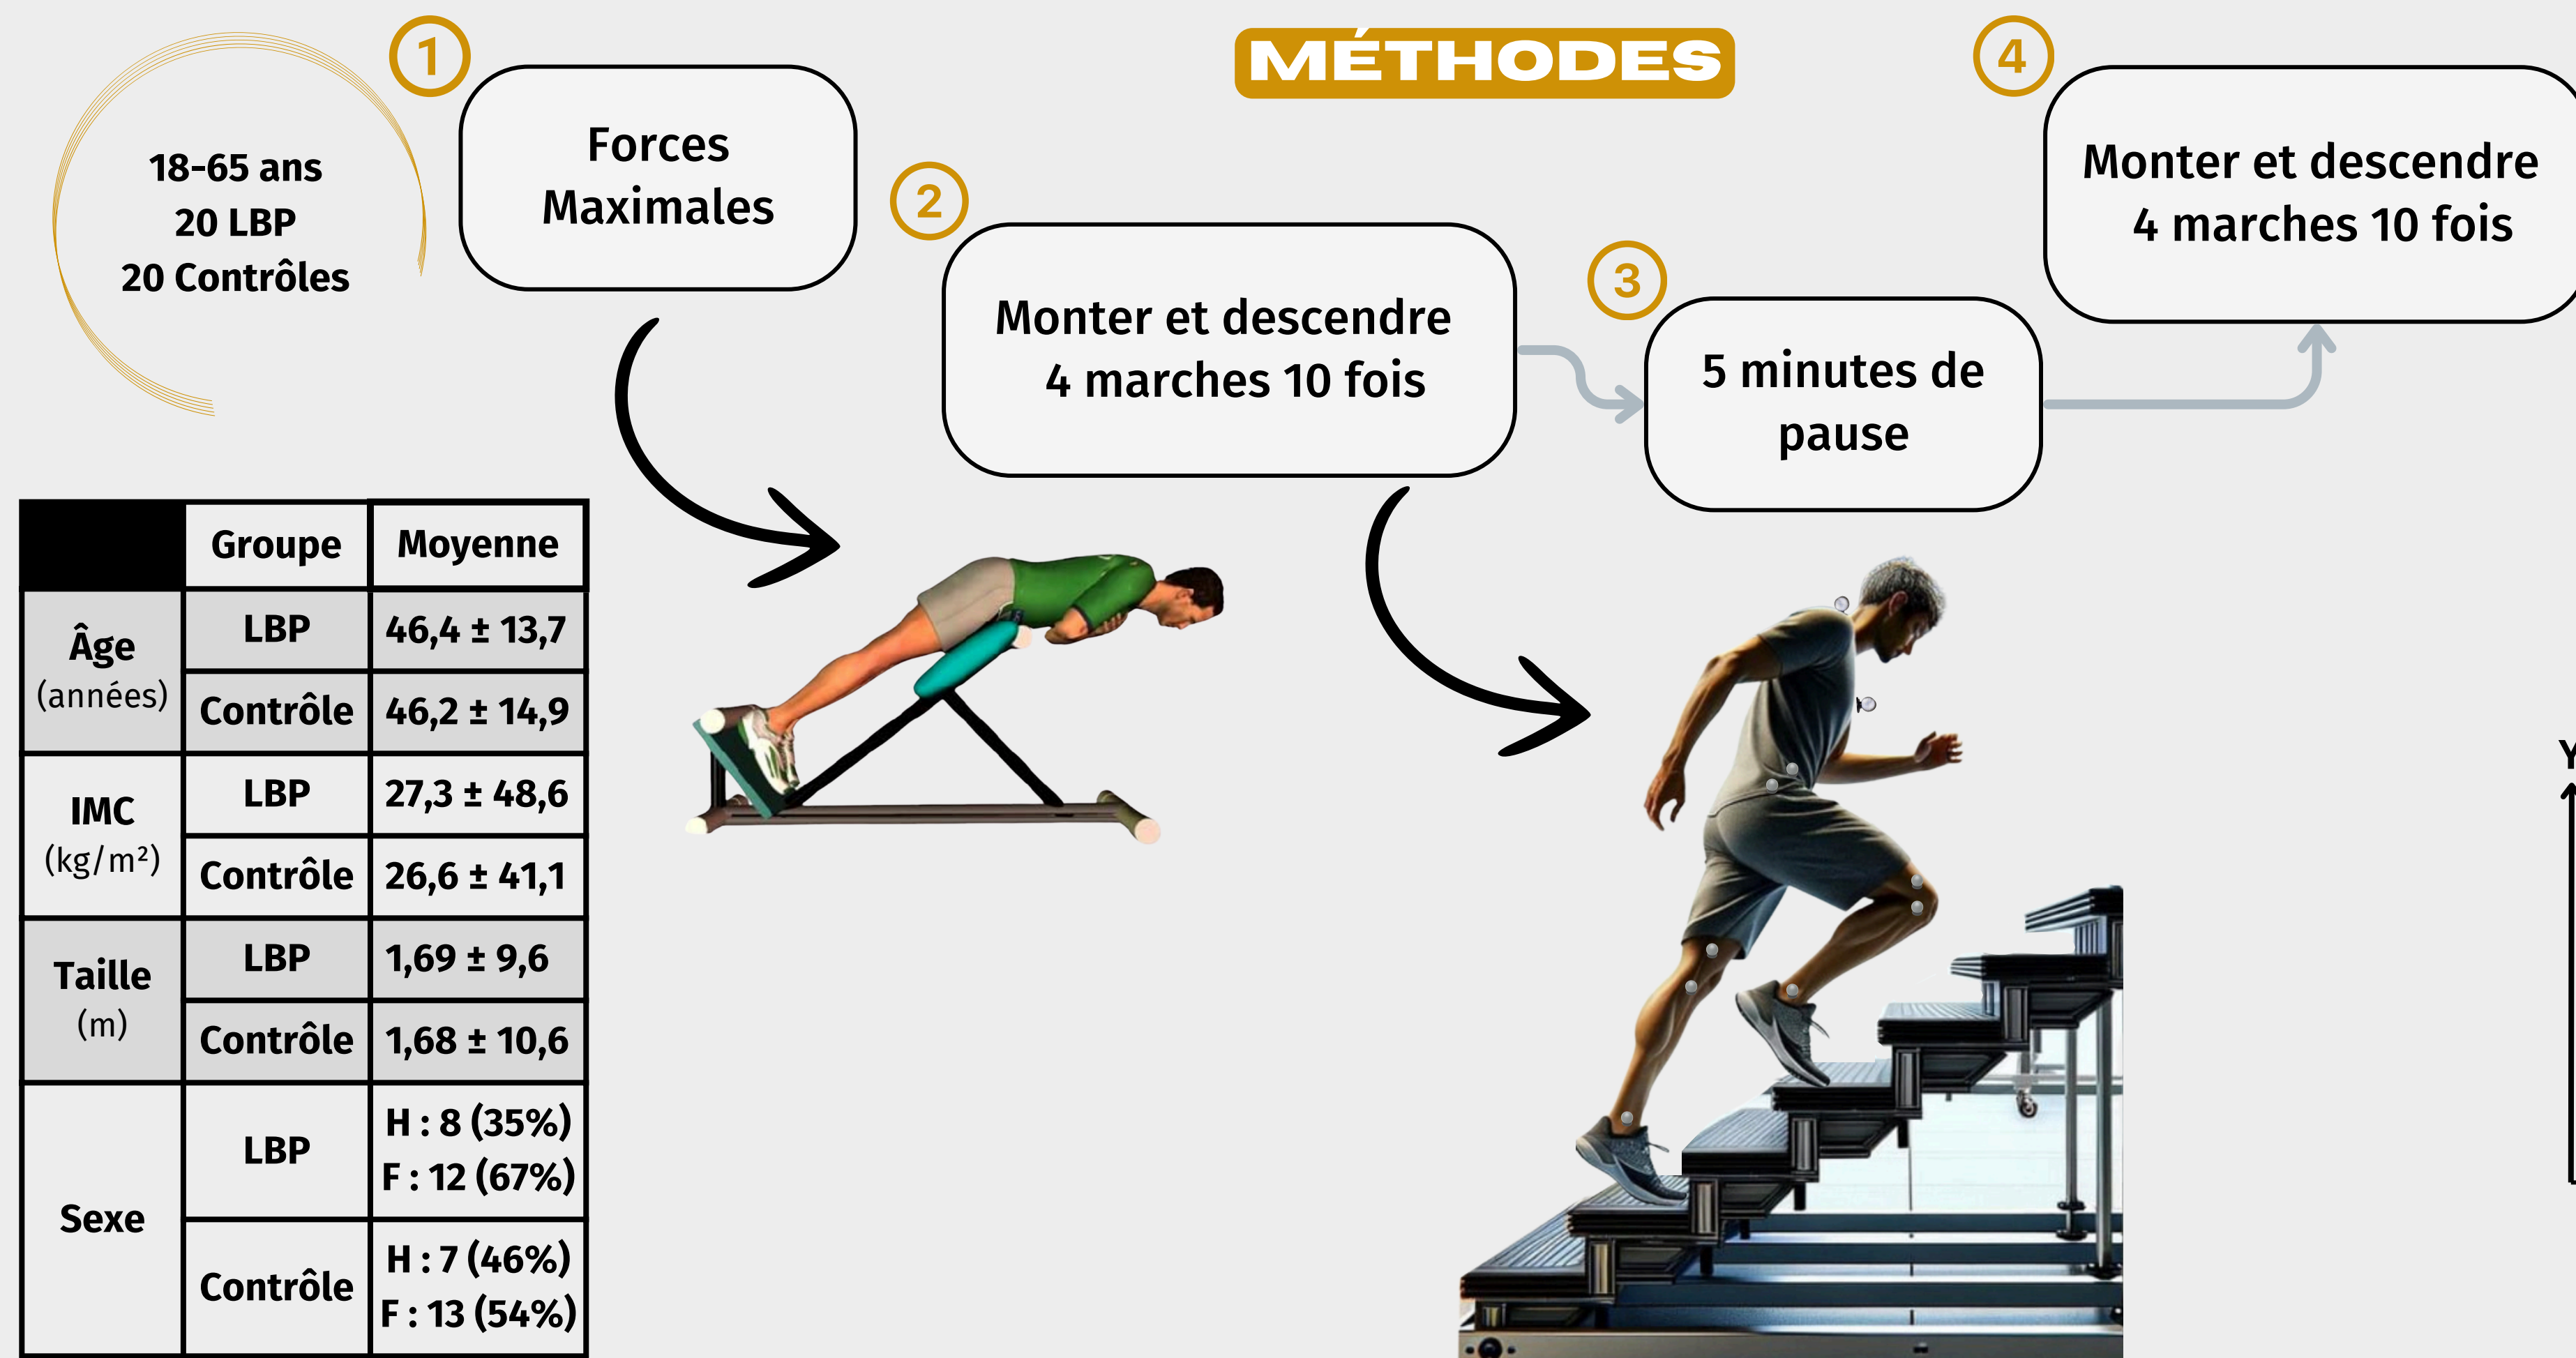 MÉTHODES
18-65 ans
20 LBP
20 Contrôles
1
Forces
Maximales
2
Monter et descendre
4 marches 10 fois
3
5 minutes de
pause
4
Monter et descendre
4 marches 10 fois
Groupe Moyenne
Âge
(années)
LBP 46,4 ± 13,7
Contrôle 46,2 ± 14,9
IMC
(kg/m²)
LBP 27,3 ± 48,6
Contrôle 26,6 ± 41,1
Taille
(m)
LBP 1,69 ± 9,6
Contrôle 1,68 ± 10,6
Sexe
LBP
H : 8 (35%)
F : 12 (67%)
Contrôle
H : 7 (46%)
F : 13 (54%)
Y